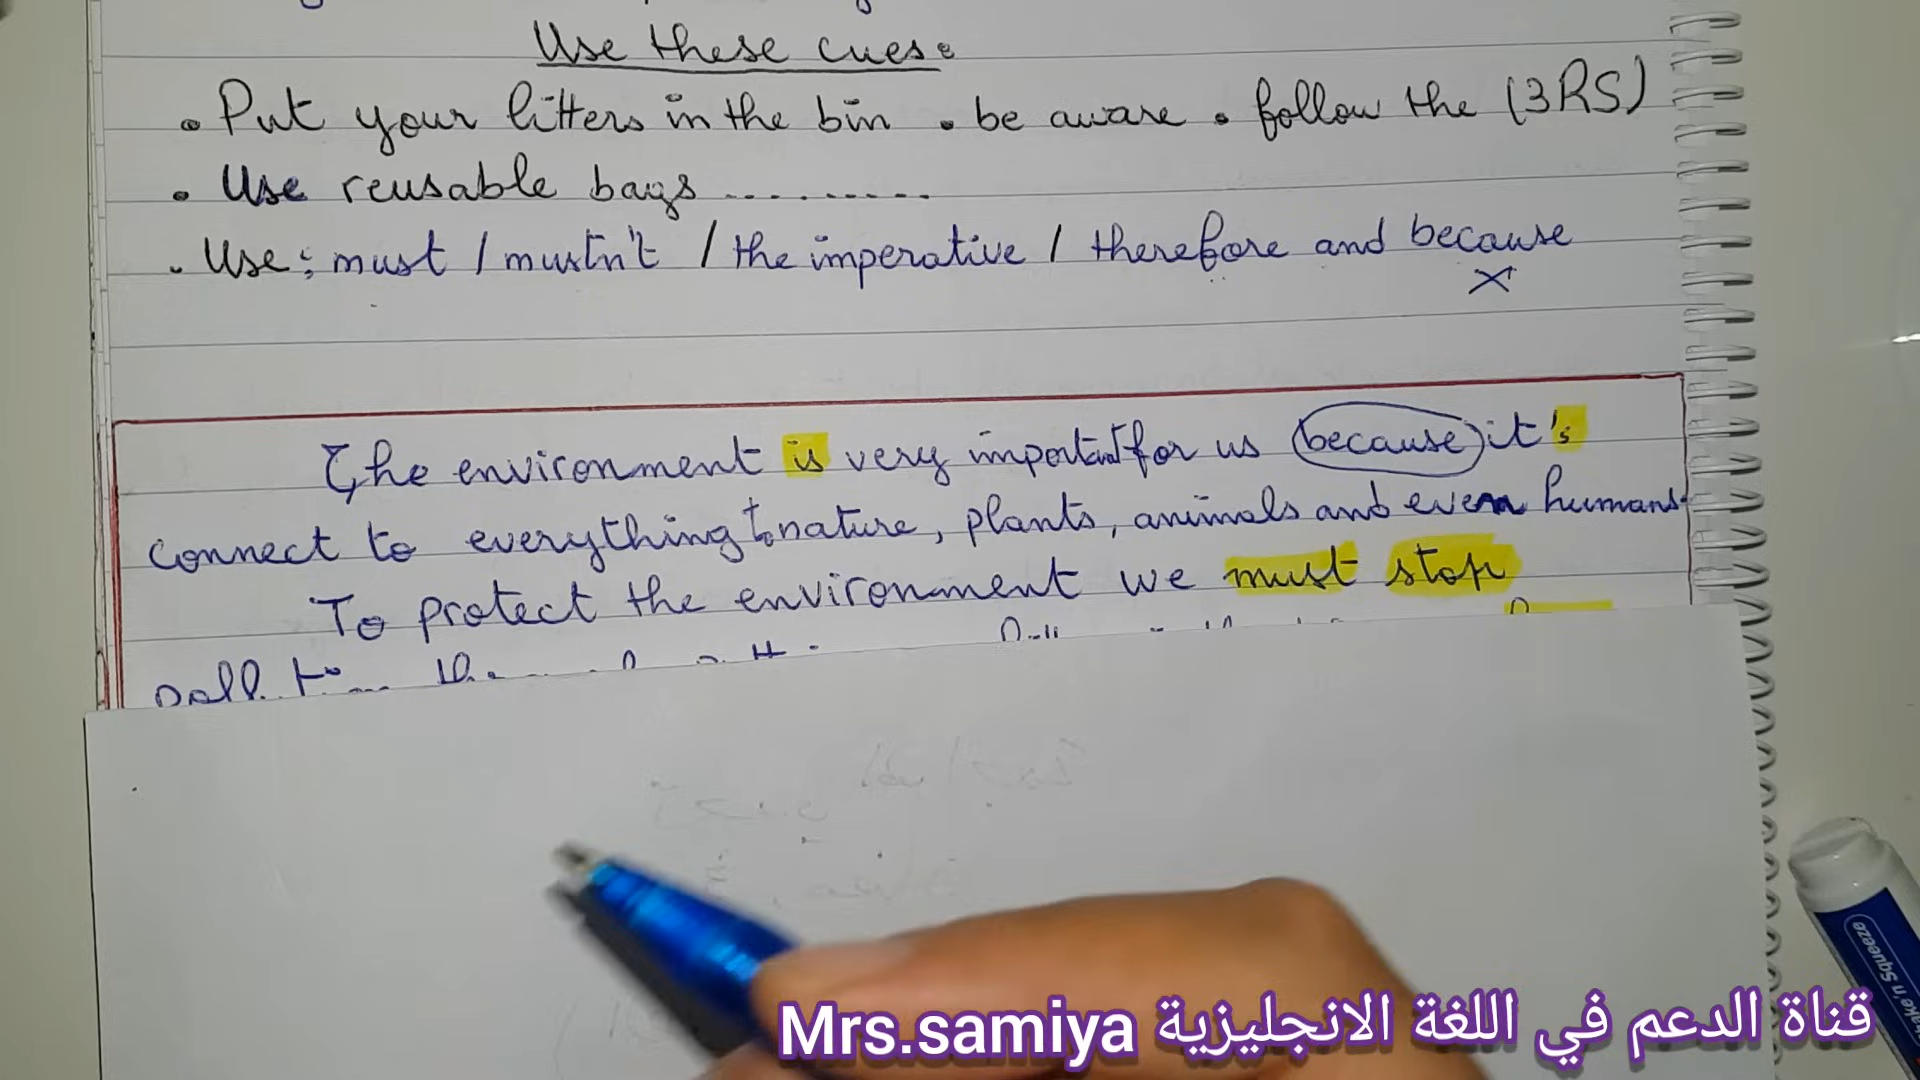 Use these cues:
• Put your litters in the bin • be aware • follow the (3RS)
• Use reusable bags .........
• Use: must / mustn't / the imperative / therefore and because
x
The environment is very important for us because it's
connect to everything to nature, plants, animals and even humans.
To protect the environment we must stop
Mrs.samiya قناة الدعم في اللغة الانجليزية